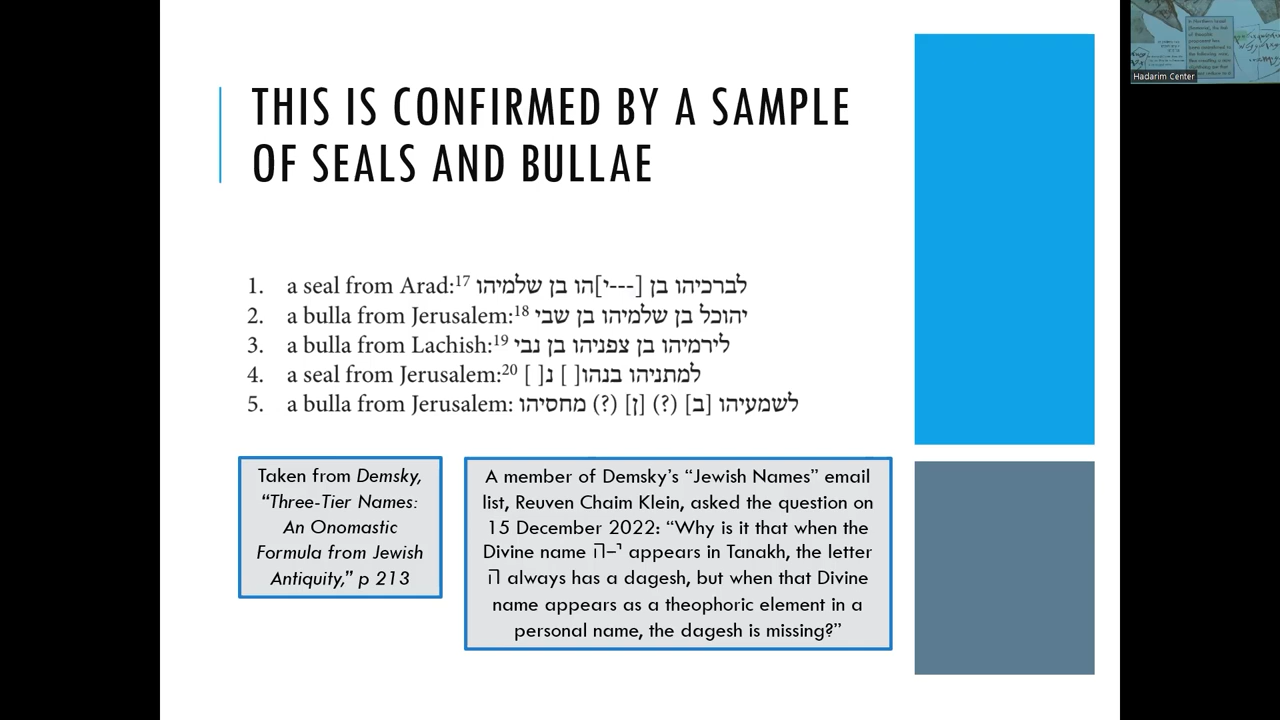 THIS IS CONFIRMED BY A SAMPLE
OF SEALS AND BULLAE
1. a seal from Arad:17 לברכיהו בן [---י]הו בן שלמיהו
2. a bulla from Jerusalem:18 יהוכל בן שלמיהו בן שבי
3. a bulla from Lachish:19 לירמיהו בן צפניהו בן נבי
4. a seal from Jerusalem:20 למתניהו בנהו[ ] נ[ ]
5. a bulla from Jerusalem: לשמעיהו [ב] (?) [ן] (?) מחסיהו
Taken from Demsky,
“Three-Tier Names:
An Onomastic
Formula from Jewish
Antiquity,” p 213
A member of Demsky’s “Jewish Names” email
list, Reuven Chaim Klein, asked the question on
15 December 2022: “Why is it that when the
Divine name י-ה appears in Tanakh, the letter
ה always has a dagesh, but when that Divine
name appears as a theophoric element in a
personal name, the dagesh is missing?”
Hadarim Center